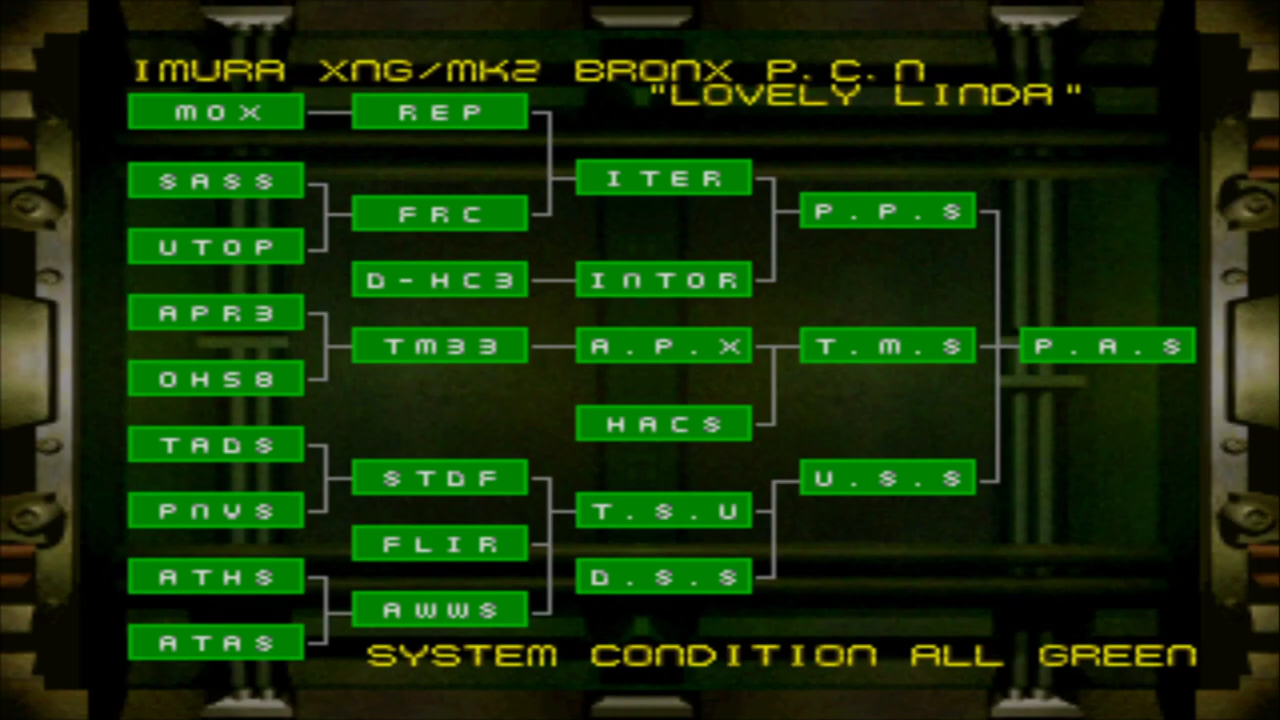 IMURA XNG/MK2 BRONX P.C.N
"LOVELY LINDA"
MOX REP
SASS ITER
FRC P.P.S
UTOP
D-HC3 INTOR
APR3
TM33 A.P.X T.M.S P.A.S
OHS8
HACS
TADS
STDF U.S.S
PNVS T.S.U
FLIR
ATHS D.S.S
AWWS
ATAS
SYSTEM CONDITION ALL GREEN